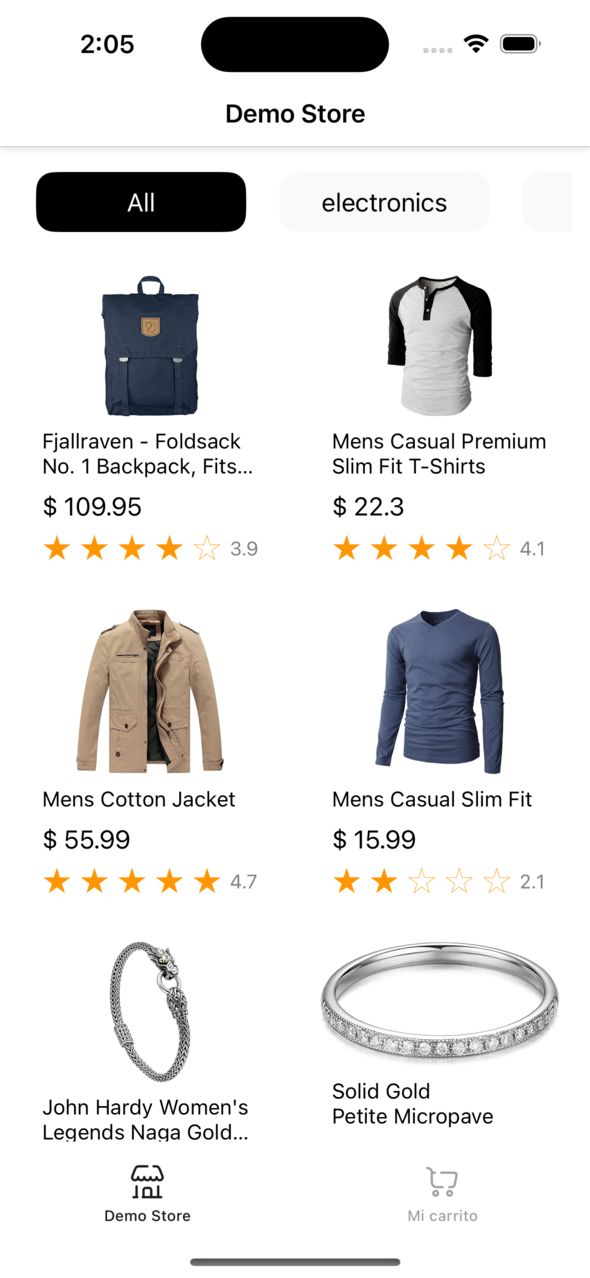 2:05
Demo Store
All
electronics
Fjallraven - Foldsack
No. 1 Backpack, Fits...
$ 109.95
3.9
Mens Casual Premium
Slim Fit T-Shirts
$ 22.3
4.1
Mens Cotton Jacket
$ 55.99
4.7
Mens Casual Slim Fit
$ 15.99
2.1
John Hardy Women's
Legends Naga Gold...
Solid Gold
Petite Micropave
Demo Store
Mi carrito